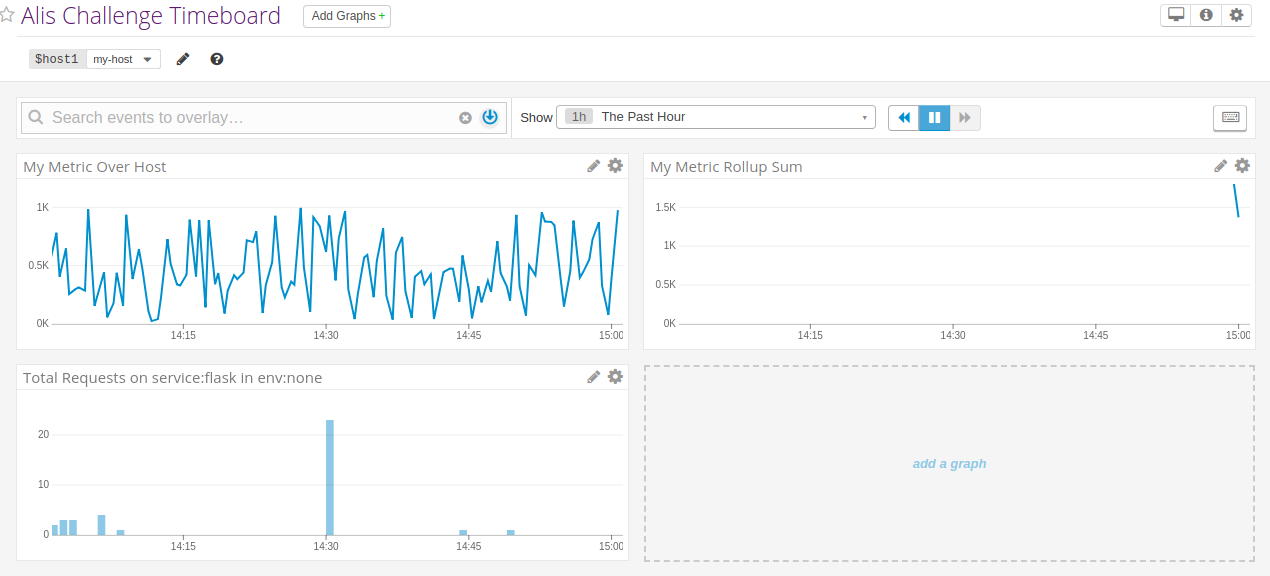 Alis Challenge Timeboard Add Graphs +
$host1 my-host
Search events to overlay… Show 1h The Past Hour
My Metric Over Host
1K
0.5K
0K
14:15 14:30 14:45 15:00
My Metric Rollup Sum
1.5K
1K
0.5K
0K
14:15 14:30 14:45 15:00
Total Requests on service:flask in env:none
20
10
0
14:15 14:30 14:45 15:00
add a graph